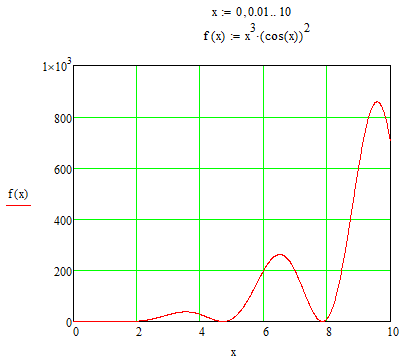 x := 0,0.01.. 10
f(x) := x³·(cos(x))²
1×10³
800
600
f(x)
400
200
0
0 2 4 6 8 10
x